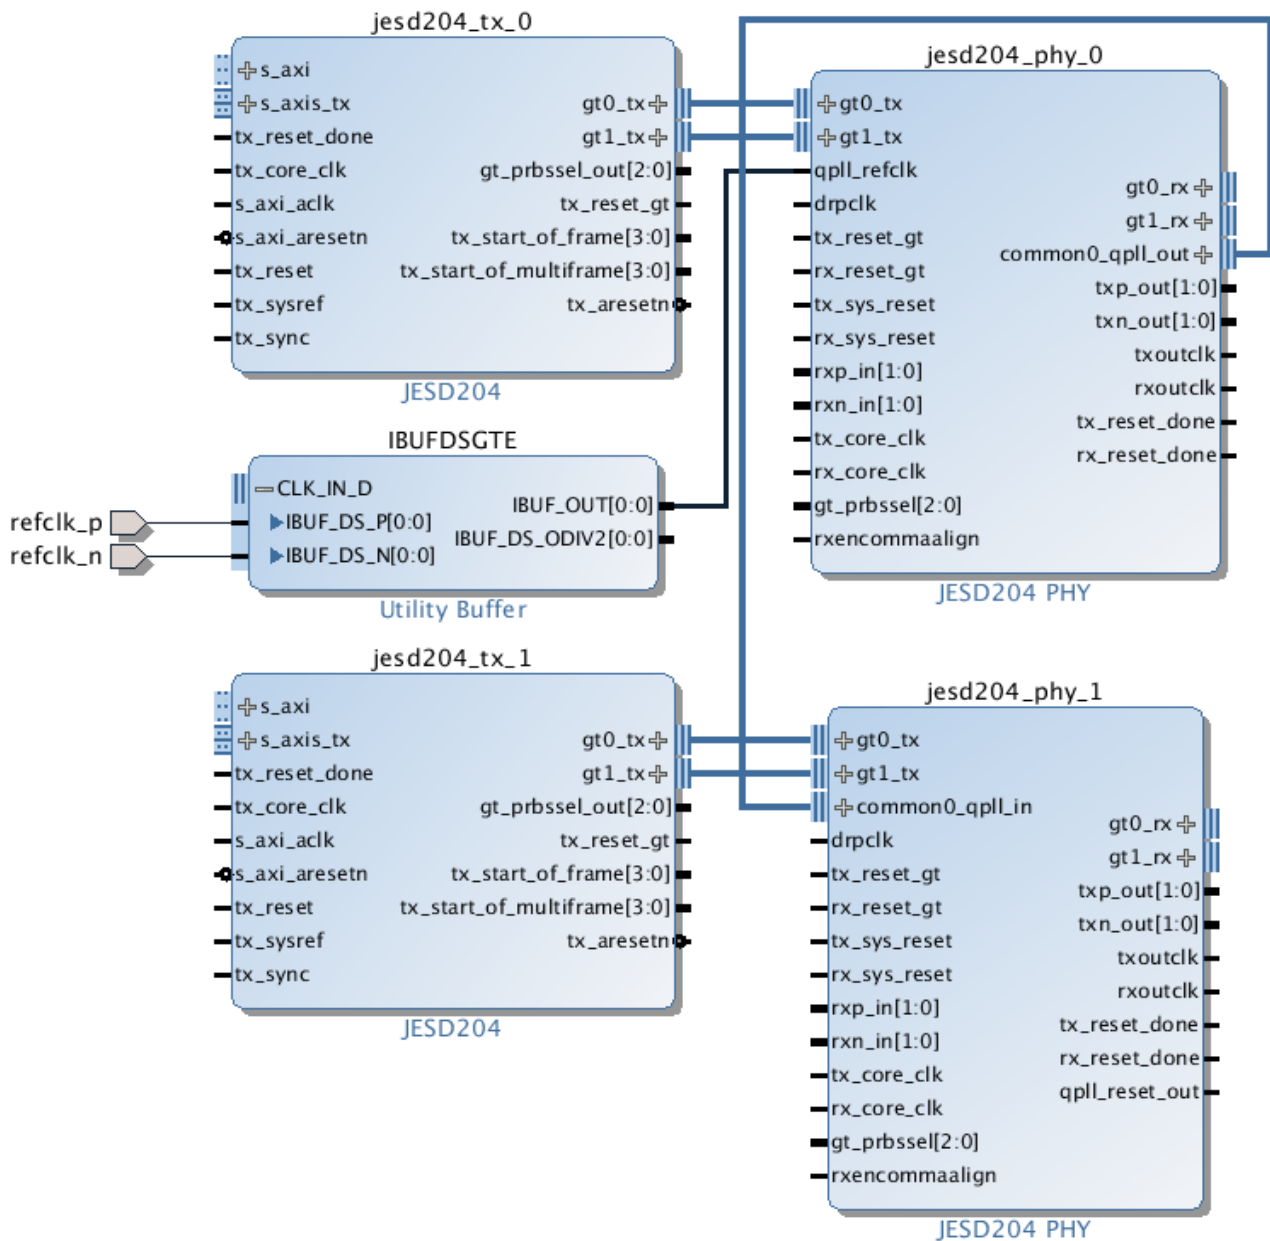 jesd204_tx_0
s_axi
s_axis_tx
tx_reset_done
tx_core_clk
s_axi_aclk
s_axi_aresetn
tx_reset
tx_sysref
tx_sync
gt0_tx
gt1_tx
gt_prbssel_out[2:0]
tx_reset_gt
tx_start_of_frame[3:0]
tx_start_of_multiframe[3:0]
tx_aresetn
JESD204
jesd204_phy_0
gt0_tx
gt1_tx
qpll_refclk
drpclk
tx_reset_gt
rx_reset_gt
tx_sys_reset
rx_sys_reset
rxp_in[1:0]
rxn_in[1:0]
tx_core_clk
rx_core_clk
gt_prbssel[2:0]
rxencommaalign
gt0_rx
gt1_rx
common0_qpll_out
txp_out[1:0]
txn_out[1:0]
txoutclk
rxoutclk
tx_reset_done
rx_reset_done
JESD204 PHY
IBUFDSGTE
refclk_p
refclk_n
CLK_IN_D
IBUF_DS_P[0:0]
IBUF_DS_N[0:0]
IBUF_OUT[0:0]
IBUF_DS_ODIV2[0:0]
Utility Buffer
jesd204_tx_1
s_axi
s_axis_tx
tx_reset_done
tx_core_clk
s_axi_aclk
s_axi_aresetn
tx_reset
tx_sysref
tx_sync
gt0_tx
gt1_tx
gt_prbssel_out[2:0]
tx_reset_gt
tx_start_of_frame[3:0]
tx_start_of_multiframe[3:0]
tx_aresetn
JESD204
jesd204_phy_1
gt0_tx
gt1_tx
common0_qpll_in
drpclk
tx_reset_gt
rx_reset_gt
tx_sys_reset
rx_sys_reset
rxp_in[1:0]
rxn_in[1:0]
tx_core_clk
rx_core_clk
gt_prbssel[2:0]
rxencommaalign
gt0_rx
gt1_rx
txp_out[1:0]
txn_out[1:0]
txoutclk
rxoutclk
tx_reset_done
rx_reset_done
qpll_reset_out
JESD204 PHY